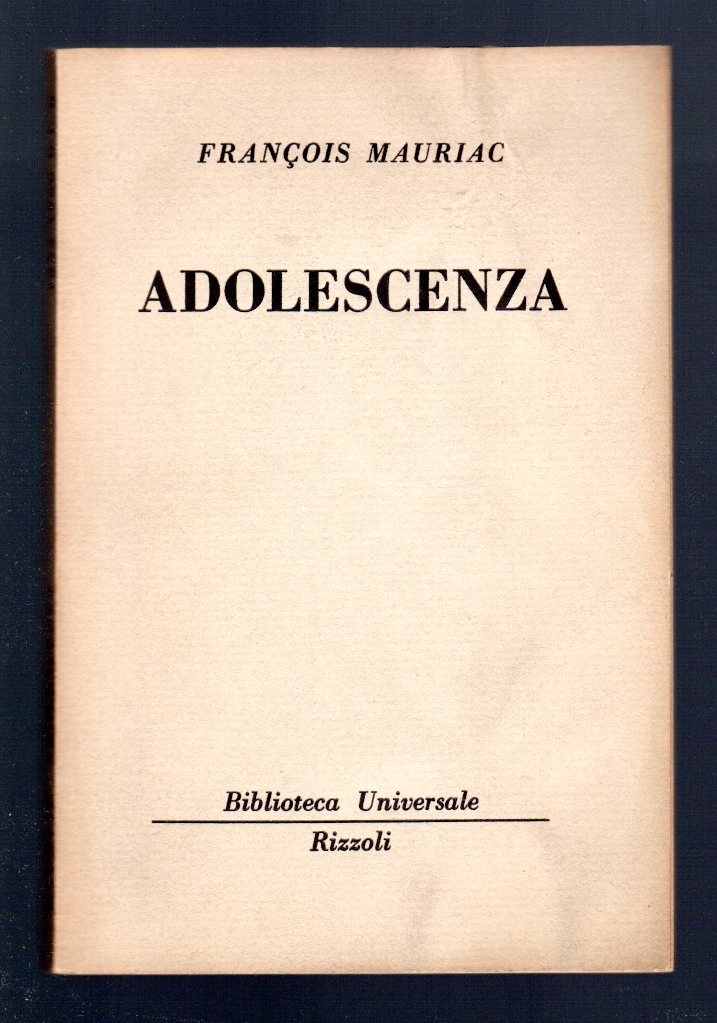 FRANÇOIS MAURIAC
ADOLESCENZA
Biblioteca Universale
Rizzoli